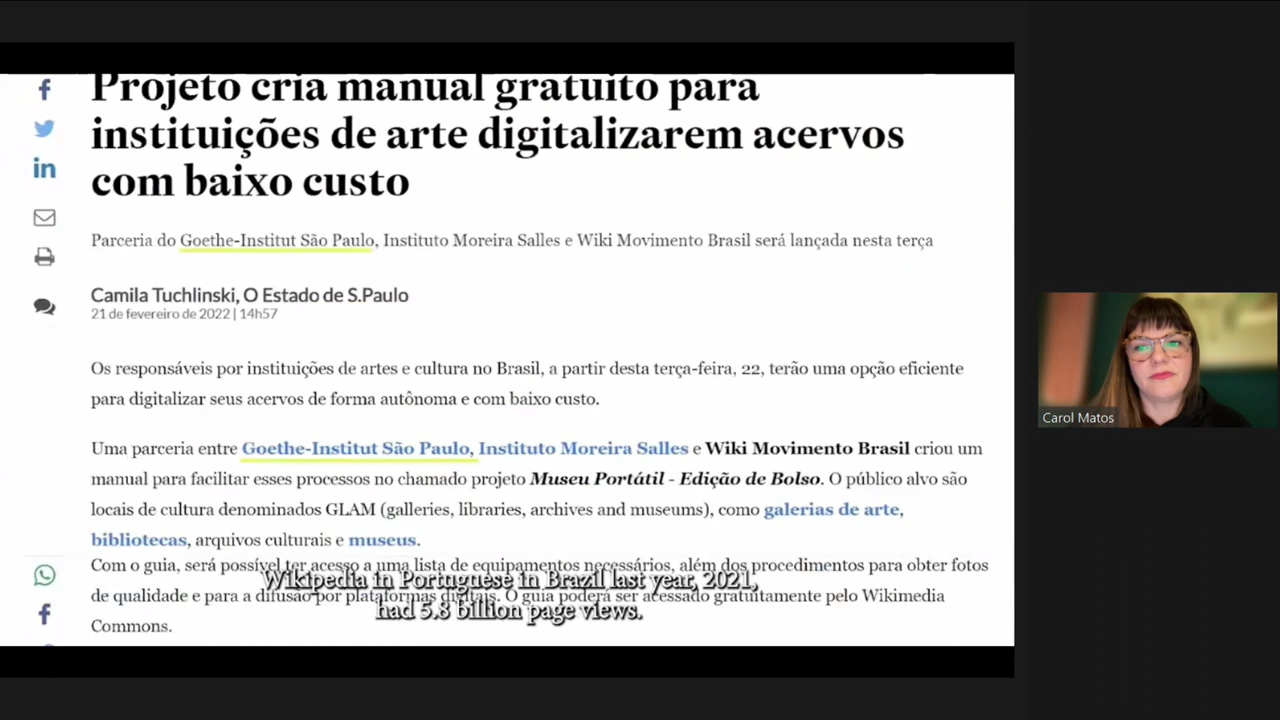 Projeto cria manual gratuito para
instituições de arte digitalizarem acervos
com baixo custo
Parceria do Goethe-Institut São Paulo, Instituto Moreira Salles e Wiki Movimento Brasil será lançada nesta terça
Camila Tuchlinski, O Estado de S.Paulo
21 de fevereiro de 2022 | 14h57
Os responsáveis por instituições de artes e cultura no Brasil, a partir desta terça-feira, 22, terão uma opção eficiente
para digitalizar seus acervos de forma autônoma e com baixo custo.
Uma parceria entre Goethe-Institut São Paulo, Instituto Moreira Salles e Wiki Movimento Brasil criou um
manual para facilitar esses processos no chamado projeto Museu Portátil - Edição de Bolso. O público alvo são
locais de cultura denominados GLAM (galleries, libraries, archives and museums), como galerias de arte,
bibliotecas, arquivos culturais e museus.
Com o guia, será possível ter acesso a uma lista de equipamentos necessários, além dos procedimentos para obter fotos
de qualidade e para a difusão por plataformas digitais. O guia poderá ser acessado gratuitamente pelo Wikimedia
Commons.
Wikipedia in Portuguese in Brazil last year, 2021,
had 5.8 billion page views.
Carol Matos